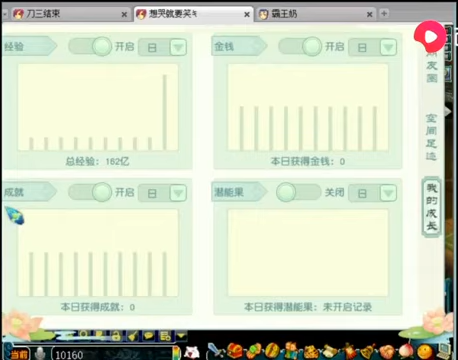 刀三结束
想哭就要笑
霸王奶
经验 开启 日
金钱 开启 日
总经验：162亿
本日获得金钱：0
成就 开启 日
潜能果 关闭 日
本日获得成就：0
本日获得潜能果：未开启记录
友圈
空间足迹
我的成长
当前 10160